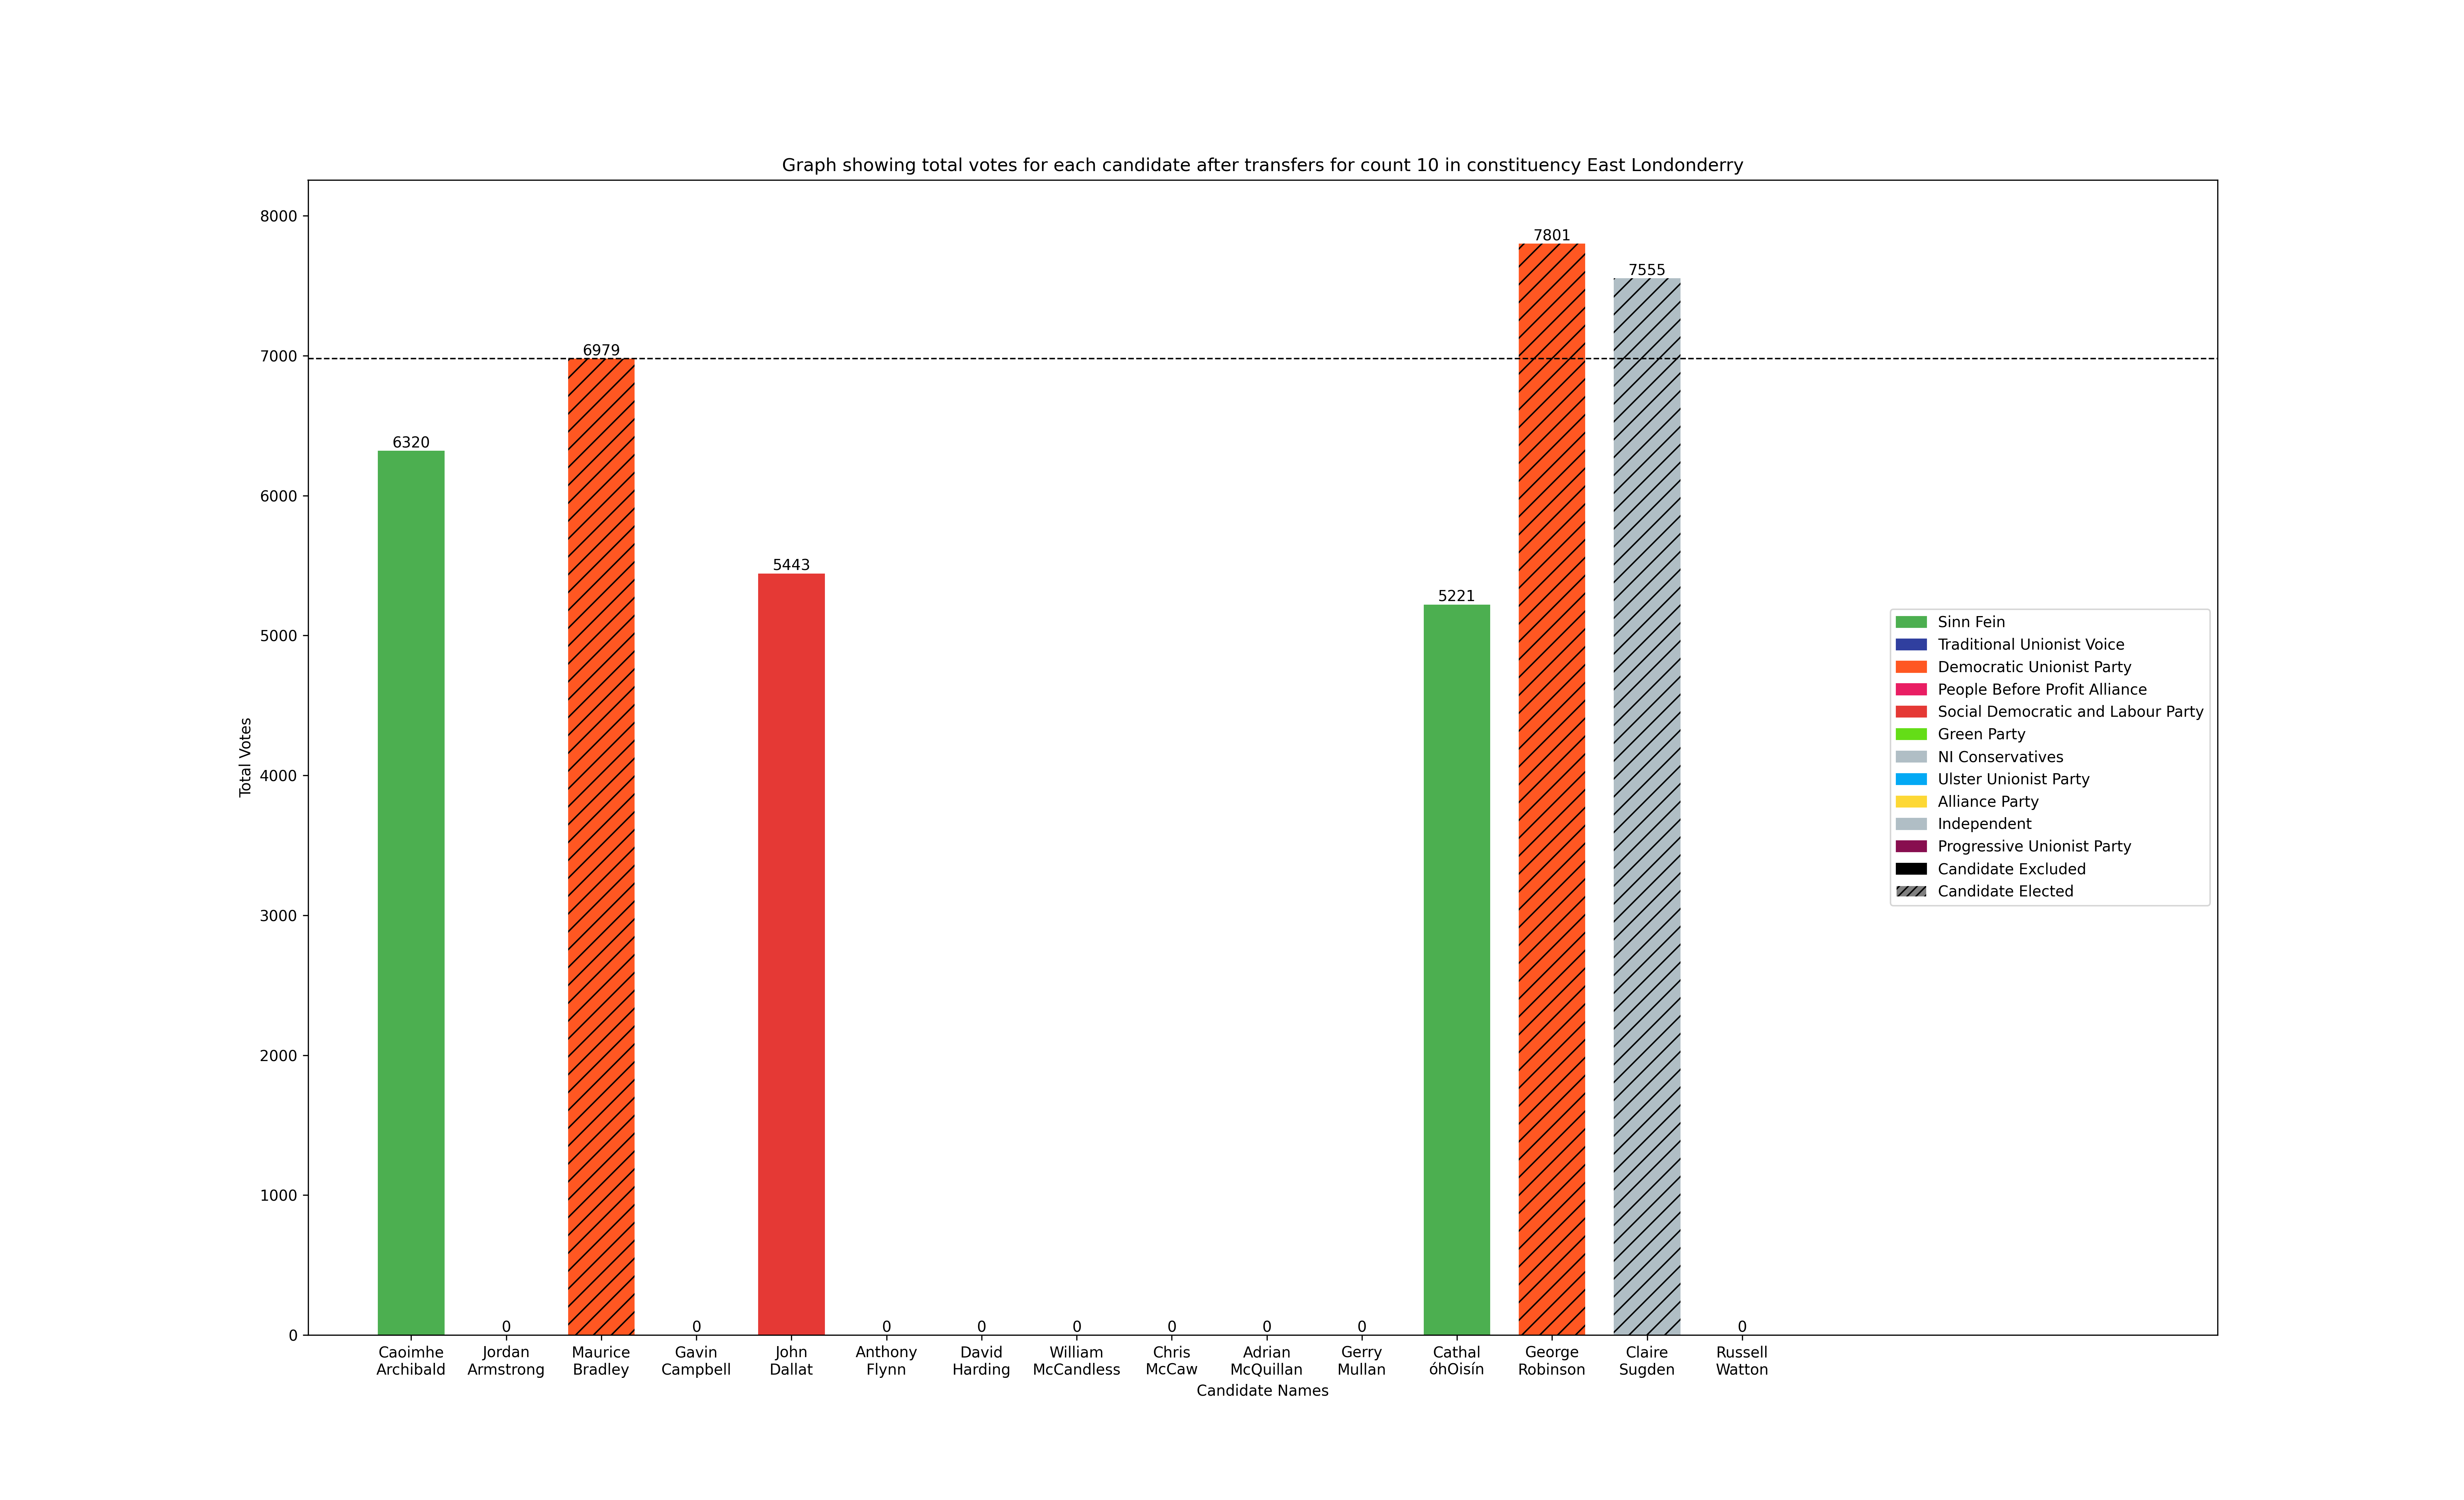 Graph showing total votes for each candidate after transfers for count 10 in constituency East Londonderry
8000
7000
6000
5000
4000
3000
2000
1000
0
Total Votes
6320
0
6979
0
5443
0
0
0
0
0
0
5221
7801
7555
0
Caoimhe
Archibald
Jordan
Armstrong
Maurice
Bradley
Gavin
Campbell
John
Dallat
Anthony
Flynn
David
Harding
William
McCandless
Chris
McCaw
Adrian
McQuillan
Gerry
Mullan
Cathal
óhOisín
George
Robinson
Claire
Sugden
Russell
Watton
Candidate Names
Sinn Fein
Traditional Unionist Voice
Democratic Unionist Party
People Before Profit Alliance
Social Democratic and Labour Party
Green Party
NI Conservatives
Ulster Unionist Party
Alliance Party
Independent
Progressive Unionist Party
Candidate Excluded
Candidate Elected